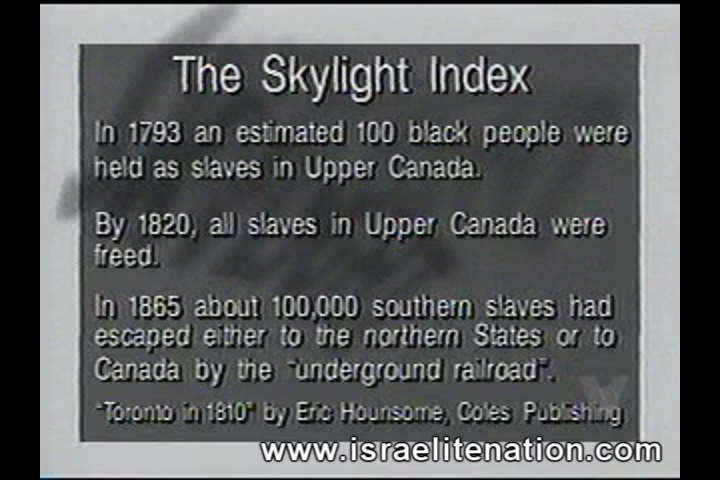 The Skylight Index
In 1793 an estimated 100 black people were
held as slaves in Upper Canada.
By 1820, all slaves in Upper Canada were
freed.
In 1865 about 100,000 southern slaves had
escaped either to the northern States or to
Canada by the "underground railroad".
"Toronto in 1810" by Eric Hounsome, Coles Publishing
www.israelitenation.com